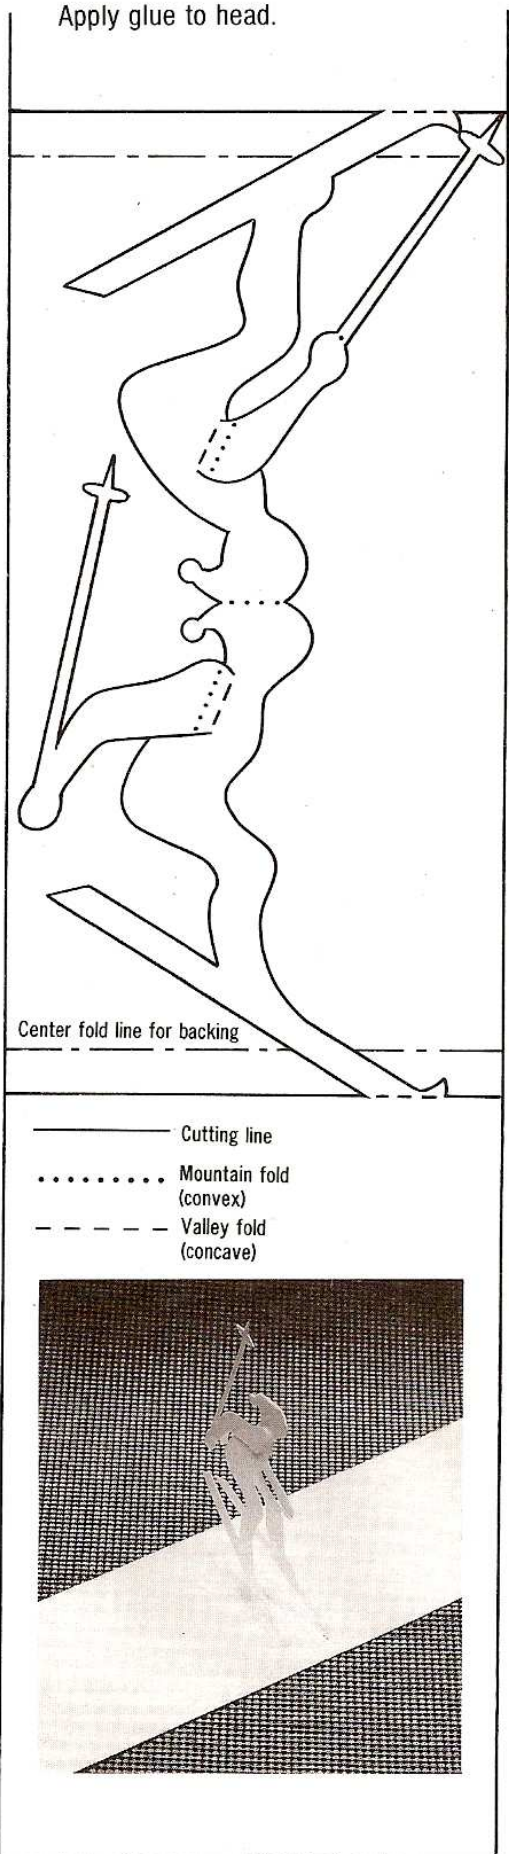 Apply glue to head.
Center fold line for backing
Cutting line
Mountain fold
(convex)
Valley fold
(concave)